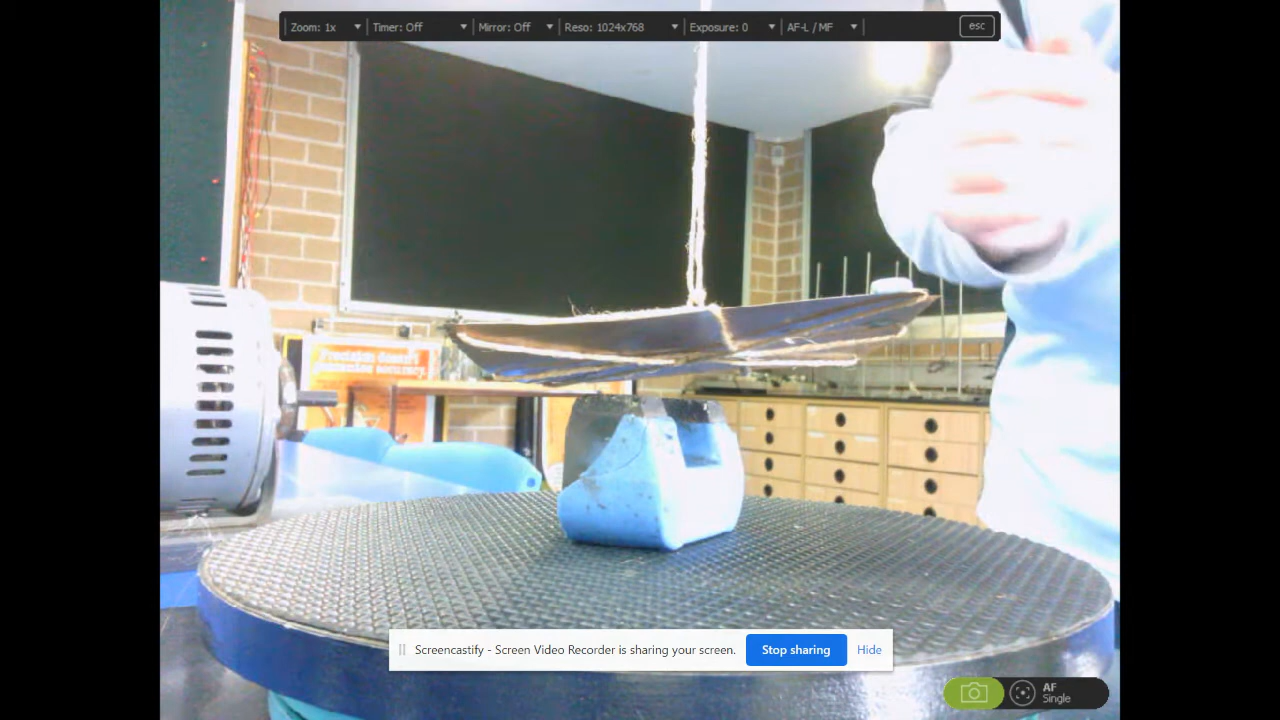 Zoom: 1x Timer: Off Mirror: Off Reso: 1024x768 Exposure: 0 AF-L / MF esc
Precision doesn't
guarantee accuracy.
Screencastify - Screen Video Recorder is sharing your screen. Stop sharing Hide
AF
Single